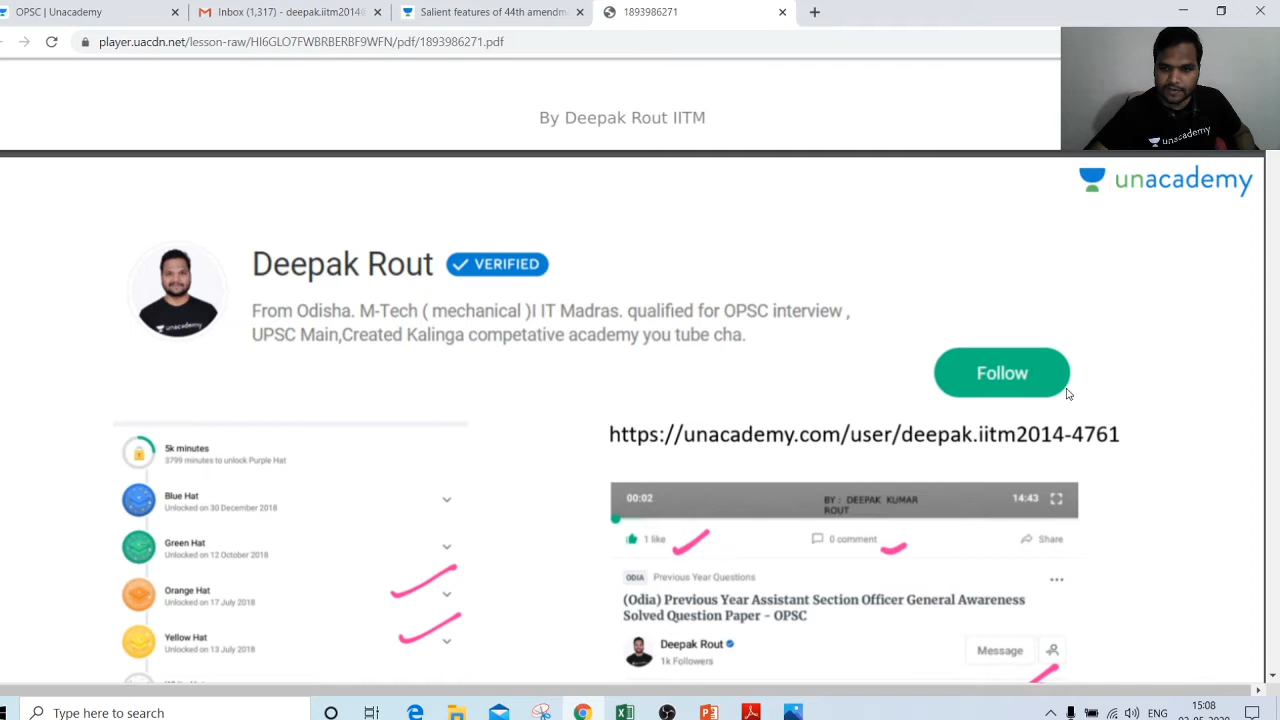 OPSC | Unacademy
Inbox (1,317) - deepak.iitm2014@
Salient features of 44th amendm
1893986271
player.uacdn.net/lesson-raw/HI6GLO7FWBRBERBF9WFN/pdf/1893986271.pdf
By Deepak Rout IITM
unacademy
unacademy
Deepak Rout VERIFIED
From Odisha. M-Tech ( mechanical )I IT Madras. qualified for OPSC interview ,
UPSC Main,Created Kalinga competative academy you tube cha.
unacademy
Follow
https://unacademy.com/user/deepak.iitm2014-4761
5k minutes
3799 minutes to unlock Purple Hat
Blue Hat
Unlocked on 30 December 2018
Green Hat
Unlocked on 12 October 2018
Orange Hat
Unlocked on 17 July 2018
Yellow Hat
Unlocked on 13 July 2018
00:02
BY : DEEPAK KUMAR
ROUT
14:43
1 like
0 comment
Share
ODIA Previous Year Questions
(Odia) Previous Year Assistant Section Officer General Awareness
Solved Question Paper - OPSC
Deepak Rout
1k Followers
Message
Type here to search
15:08